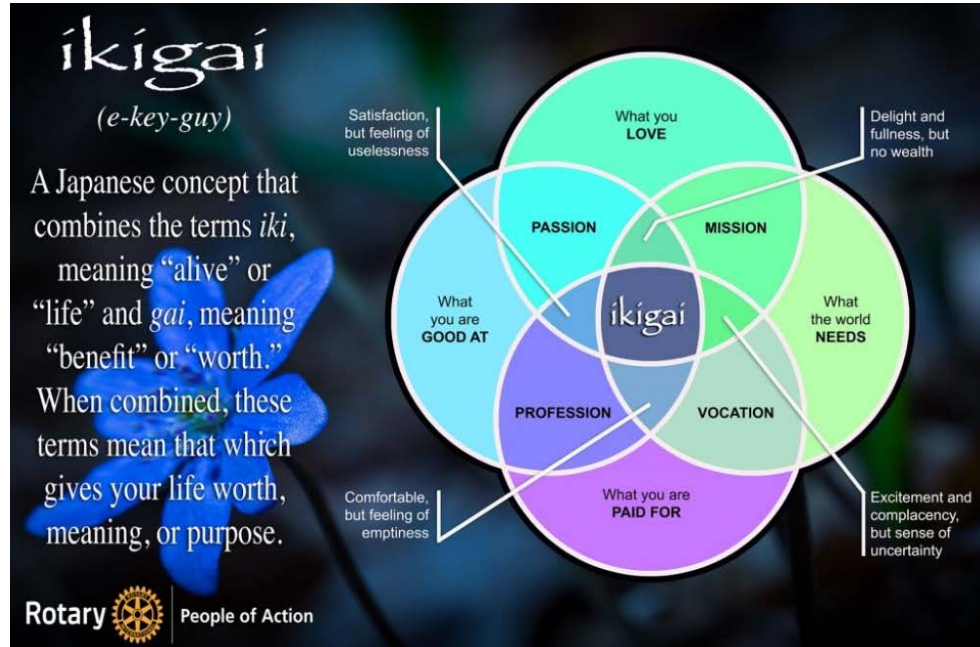 ikigai
(e-key-guy)
A Japanese concept that
combines the terms iki,
meaning “alive” or
“life” and gai, meaning
“benefit” or “worth.”
When combined, these
terms mean that which
gives your life worth,
meaning, or purpose.
Rotary
People of Action
Satisfaction,
but feeling of
uselessness
What you
LOVE
Delight and
fullness, but
no wealth
PASSION
MISSION
What
you are
GOOD AT
ikigai
What
the world
NEEDS
PROFESSION
VOCATION
Comfortable,
but feeling of
emptiness
What you are
PAID FOR
Excitement and
complacency,
but sense of
uncertainty